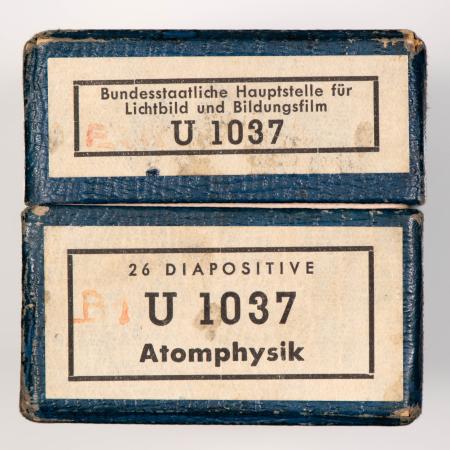 Bundesstaatliche Hauptstelle für
Lichtbild und Bildungsfilm
U 1037
26 DIAPOSITIVE
U 1037
Atomphysik